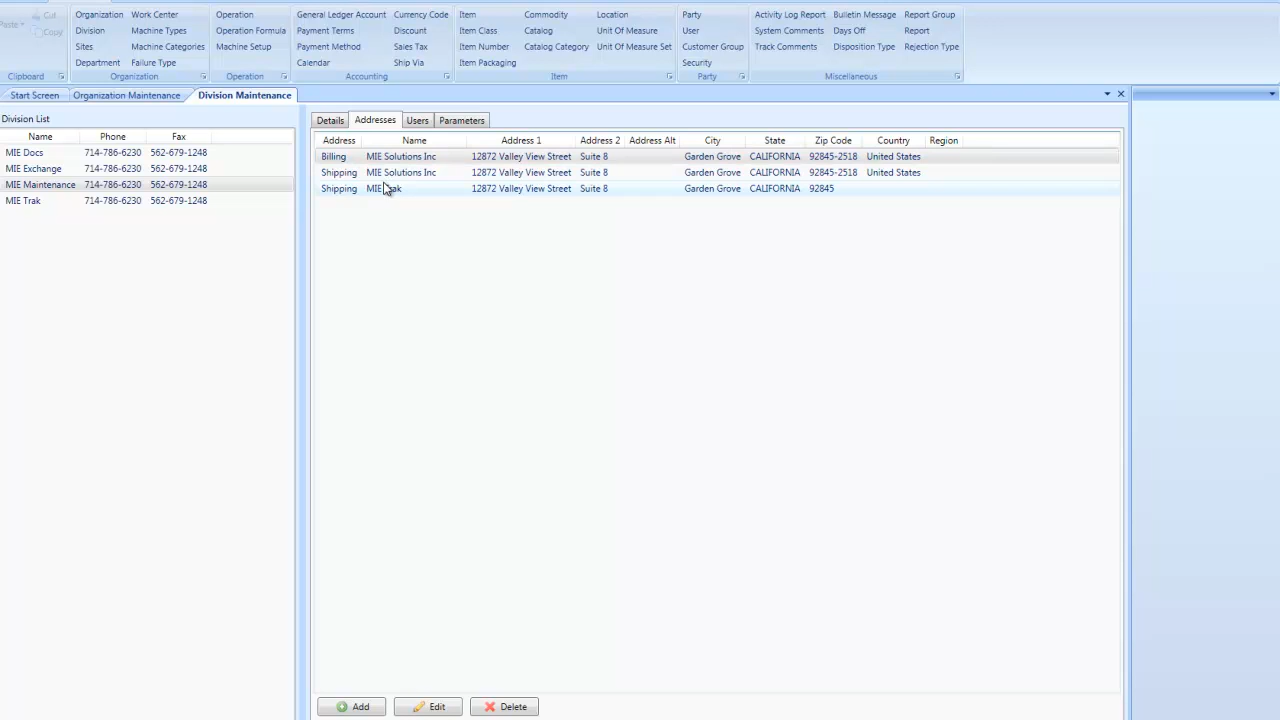 Paste Cut Organization Work Center Operation General Ledger Account Currency Code Item Commodity Location Party Activity Log Report Bulletin Message Report Group
Copy Division Machine Types Operation Formula Payment Terms Discount Item Class Catalog Unit Of Measure User System Comments Days Off Report
Sites Machine Categories Machine Setup Payment Method Sales Tax Item Number Catalog Category Unit Of Measure Set Customer Group Track Comments Disposition Type Rejection Type
Department Failure Type Calendar Ship Via Item Packaging Security
Clipboard Organization Operation Accounting Item Party Miscellaneous
Start Screen Organization Maintenance Division Maintenance
Division List
Name Phone Fax
MIE Docs 714-786-6230 562-679-1248
MIE Exchange 714-786-6230 562-679-1248
MIE Maintenance 714-786-6230 562-679-1248
MIE Trak 714-786-6230 562-679-1248
Details Addresses Users Parameters
Address Name Address 1 Address 2 Address Alt City State Zip Code Country Region
Billing MIE Solutions Inc 12872 Valley View Street Suite 8 Garden Grove CALIFORNIA 92845-2518 United States
Shipping MIE Solutions Inc 12872 Valley View Street Suite 8 Garden Grove CALIFORNIA 92845-2518 United States
Shipping MIE Trak 12872 Valley View Street Suite 8 Garden Grove CALIFORNIA 92845
Add Edit Delete